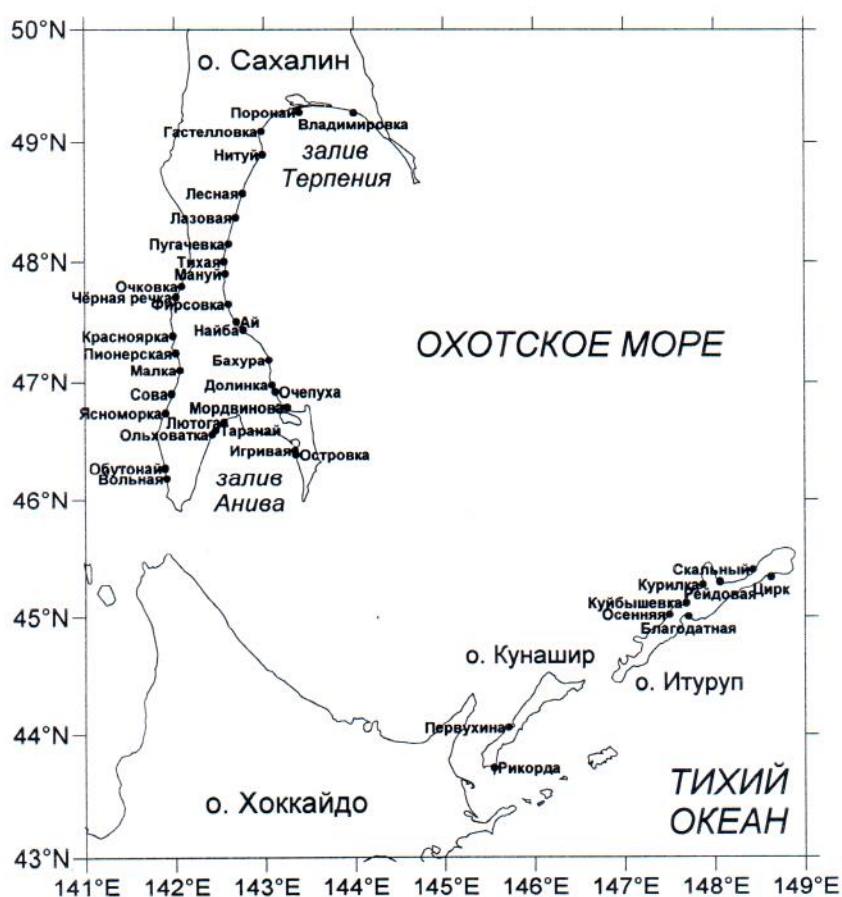 50°N
о. Сахалин
Поронай
Владимировка
49°N
Гастелловка
Нитуй
залив
Терпения
Лесная
Лазовая
Пугачевка
48°N
Тихая
Мануй
Очковка
Чёрная речка
Фирсовка
Ай
Найба
Красноярка
ОХОТСКОЕ МОРЕ
Пионерская
Бахура
Малка
47°N
Долинка
Очепуха
Сова
Мордвинова
Ясноморка
Лютога
Таранай
Ольховатка
Игривая
Островка
Обутонай
залив
Анива
Вольная
46°N
Скальный
Курилка
Рейдовая
Цирк
Куйбышевка
Осенняя
45°N
Благодатная
о. Кунашир
о. Итуруп
44°N
Первухина
Рикорда
ТИХИЙ
ОКЕАН
о. Хоккайдо
43°N
141°E 142°E 143°E 144°E 145°E 146°E 147°E 148°E 149°E